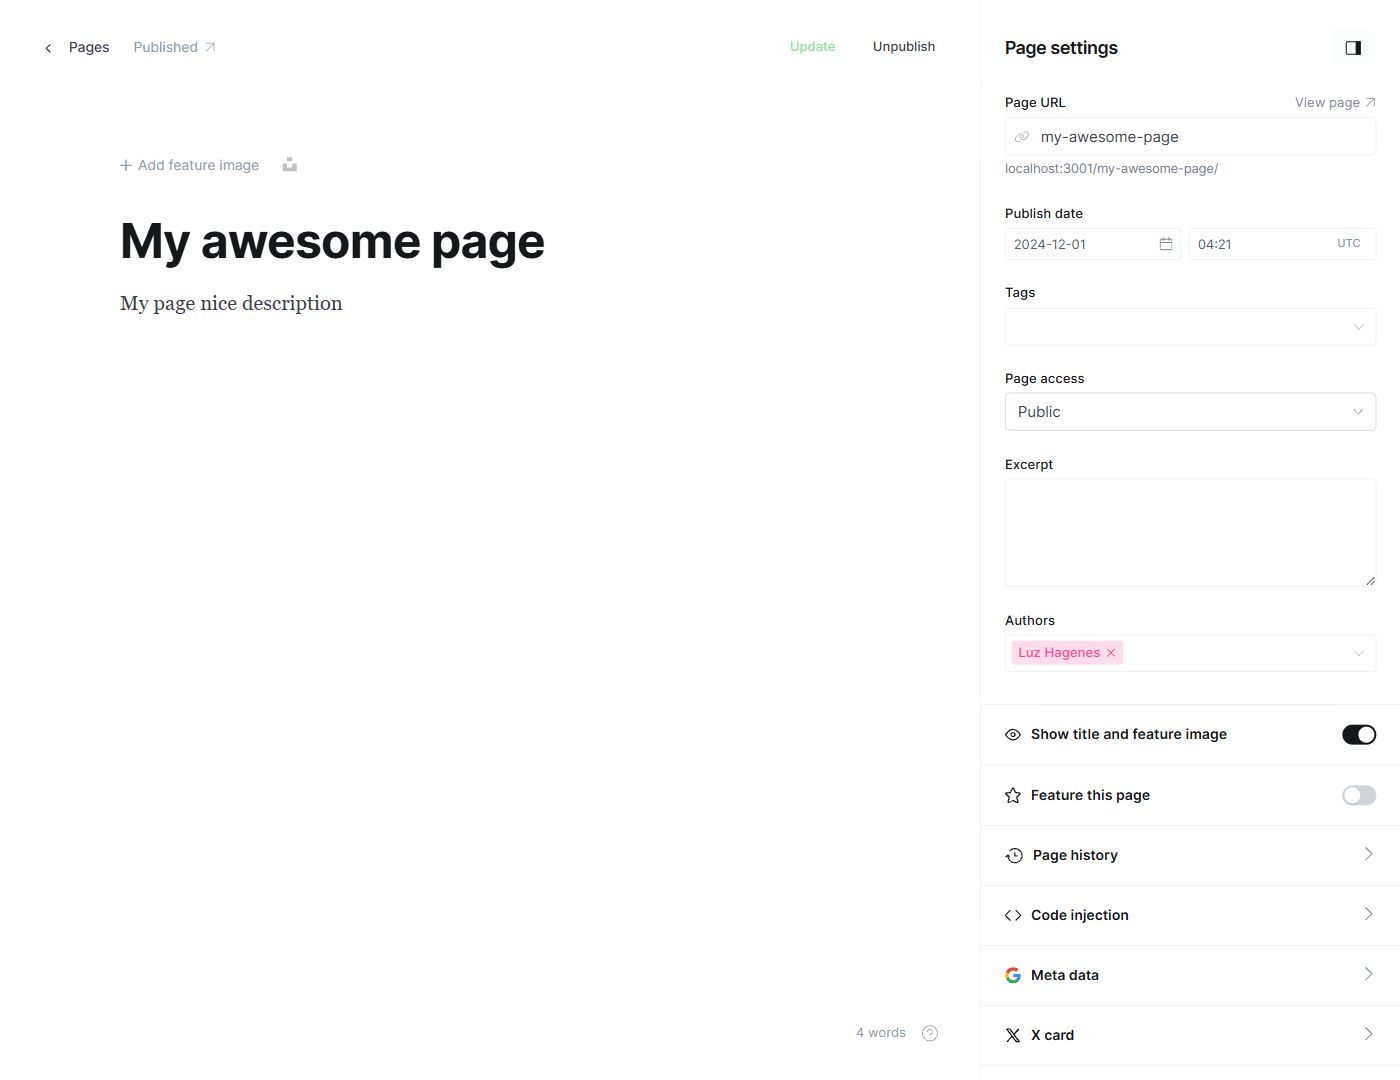 Pages Published Update Unpublish
Add feature image
My awesome page
My page nice description
4 words
Page settings
Page URL View page
my-awesome-page
localhost:3001/my-awesome-page/
Publish date
2024-12-01 04:21 UTC
Tags
Page access
Public
Excerpt
Authors
Luz Hagenes
Show title and feature image
Feature this page
Page history
Code injection
Meta data
X card